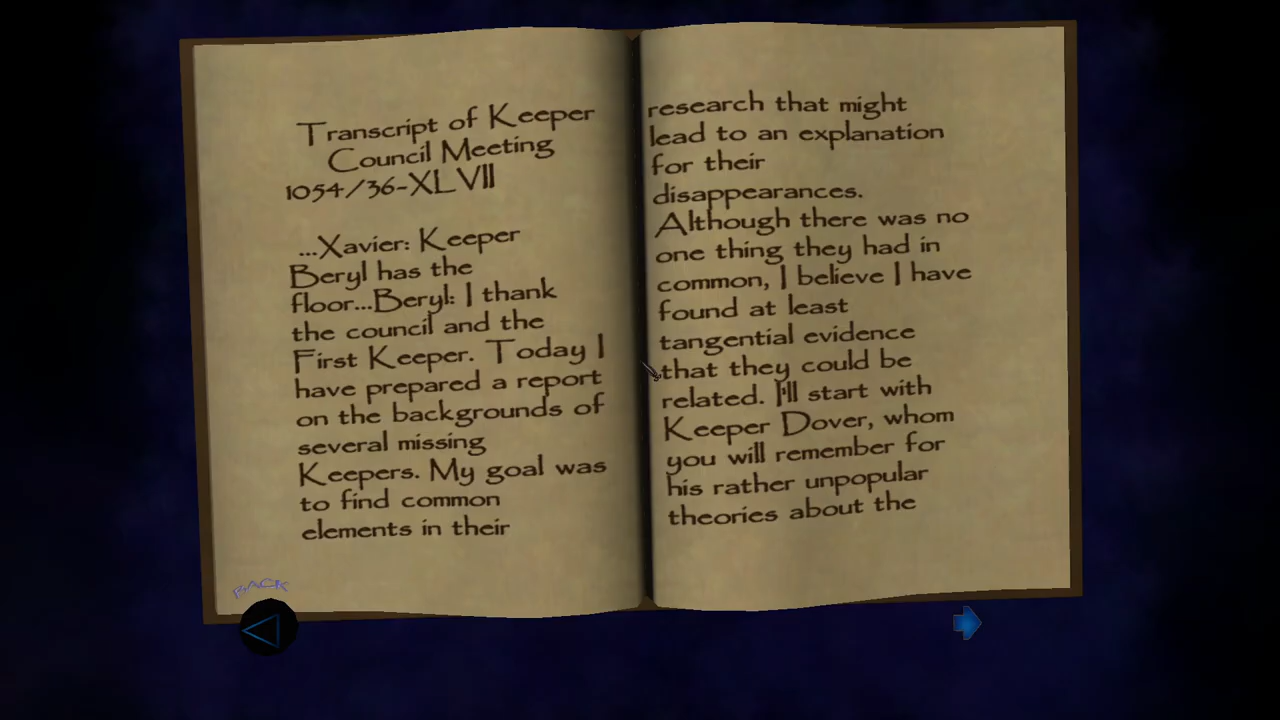 Transcript of Keeper
Council Meeting
1054/36-XLVII
...Xavier: Keeper
Beryl has the
floor...Beryl: I thank
the council and the
First Keeper. Today I
have prepared a report
on the backgrounds of
several missing
Keepers. My goal was
to find common
elements in their
research that might
lead to an explanation
for their
disappearances.
Although there was no
one thing they had in
common, I believe I have
found at least
tangential evidence
that they could be
related. I'll start with
Keeper Dover, whom
you will remember for
his rather unpopular
theories about the
BACK